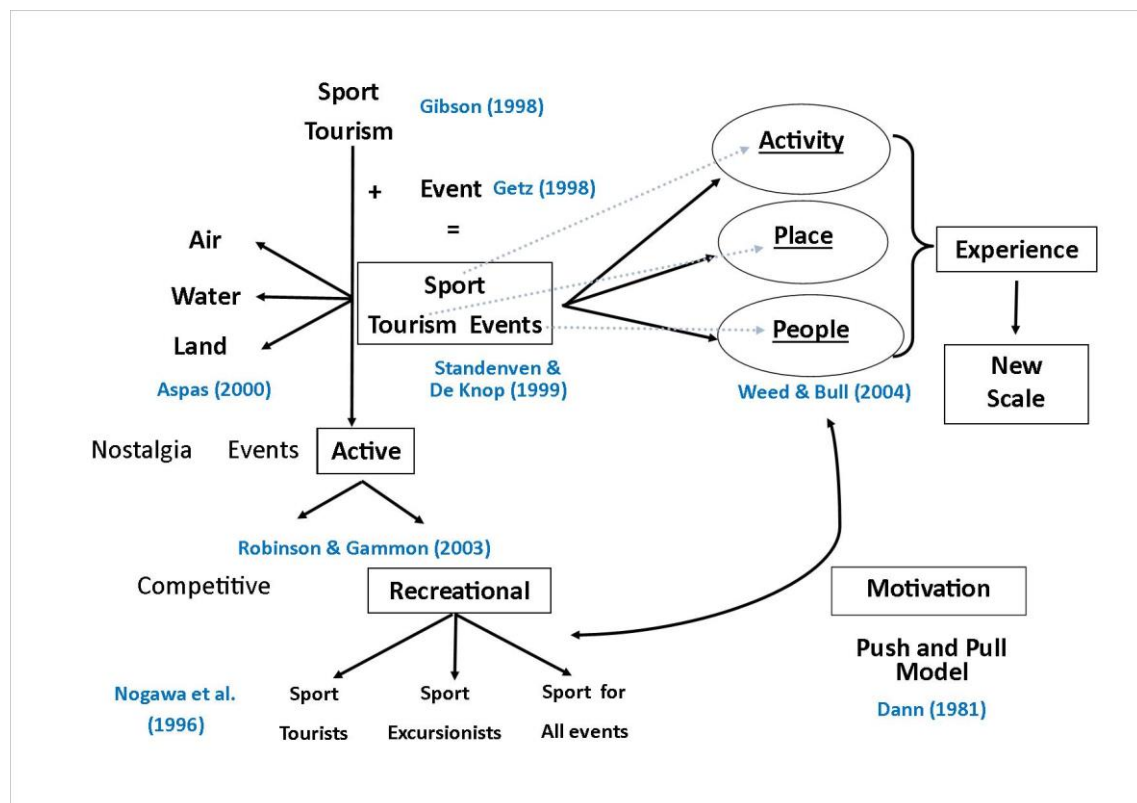 Sport
Tourism
Gibson (1998)
+ Event Getz (1998)
=
Sport
Tourism Events
Standenven &
De Knop (1999)
Air
Water
Land
Aspas (2000)
Activity
Place
People
Weed & Bull (2004)
Experience
New
Scale
Nostalgia Events Active
Robinson & Gammon (2003)
Competitive Recreational
Nogawa et al.
(1996)
Sport
Tourists
Sport
Excursionists
Sport for
All events
Motivation
Push and Pull
Model
Dann (1981)